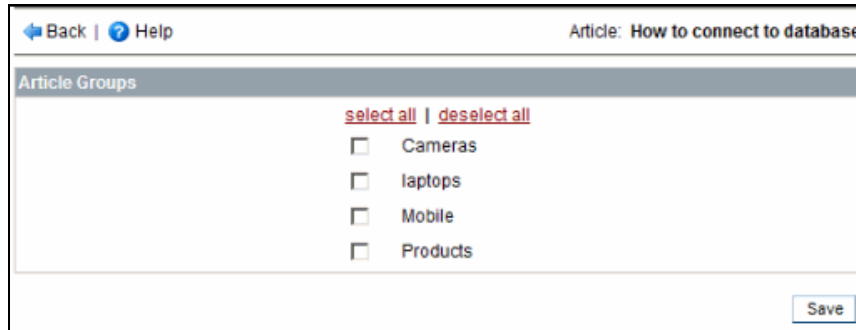 Back | Help Article: How to connect to database
Article Groups
select all | deselect all
Cameras
laptops
Mobile
Products
Save